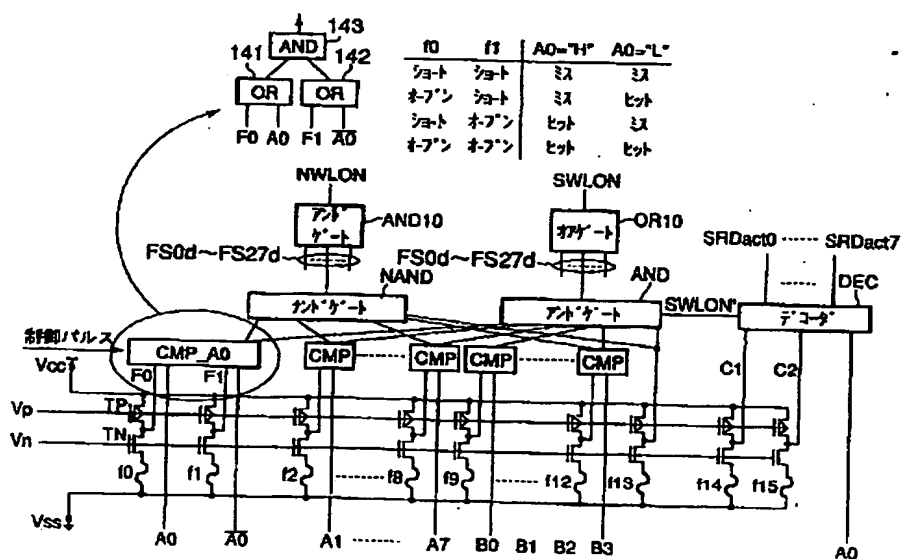 143
141 AND 142
OR OR
F0 A0 F1 A0
f0 f1 A0="H" A0="L"
ショート ショート ミス ミス
オープン ショート ミス ヒット
ショート オープン ヒット ミス
オープン オープン ヒット ヒット
NWLON
アンド
ゲート
AND10
FS0d~FS27d
NAND
ナンドゲート
SWLON
オアゲート
OR10
FS0d~FS27d
AND
アンドゲート
SWLON'
SRDact0 SRDact7
DEC
デコーダ
制御パルス
CMP_A0
CMP CMP CMP CMP
Vcc F0 F1 C1 C2
Vp TP
Vn TN
f0 f1 f2 f8 f9 f12 f13 f14 f15
Vss
A0 A0 A1 A7 B0 B1 B2 B3 A0